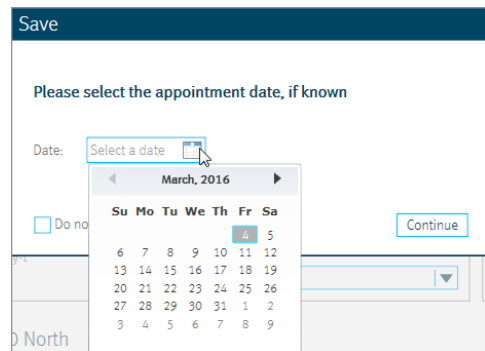 Save
Please select the appointment date, if known
Date: Select a date
March, 2016
Su Mo Tu We Th Fr Sa
4 5
6 7 8 9 10 11 12
13 14 15 16 17 18 19
20 21 22 23 24 25 26
27 28 29 30 31 1 2
3 4 5 6 7 8 9
Do no
Continue
North